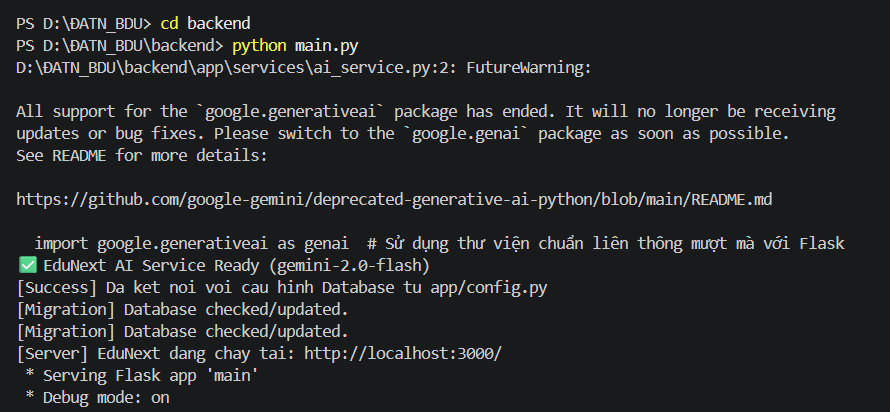 PS D:\ĐATN_BDU> cd backend
PS D:\ĐATN_BDU\backend> python main.py
D:\ĐATN_BDU\backend\app\services\ai_service.py:2: FutureWarning:
All support for the `google.generativeai` package has ended. It will no longer be receiving
updates or bug fixes. Please switch to the `google.genai` package as soon as possible.
See README for more details:
https://github.com/google-gemini/deprecated-generative-ai-python/blob/main/README.md
import google.generativeai as genai  # Sử dụng thư viện chuẩn liên thông mượt mà với Flask
✅ EduNext AI Service Ready (gemini-2.0-flash)
[Success] Da ket noi voi cau hinh Database tu app/config.py
[Migration] Database checked/updated.
[Migration] Database checked/updated.
[Server] EduNext dang chay tai: http://localhost:3000/
* Serving Flask app 'main'
* Debug mode: on